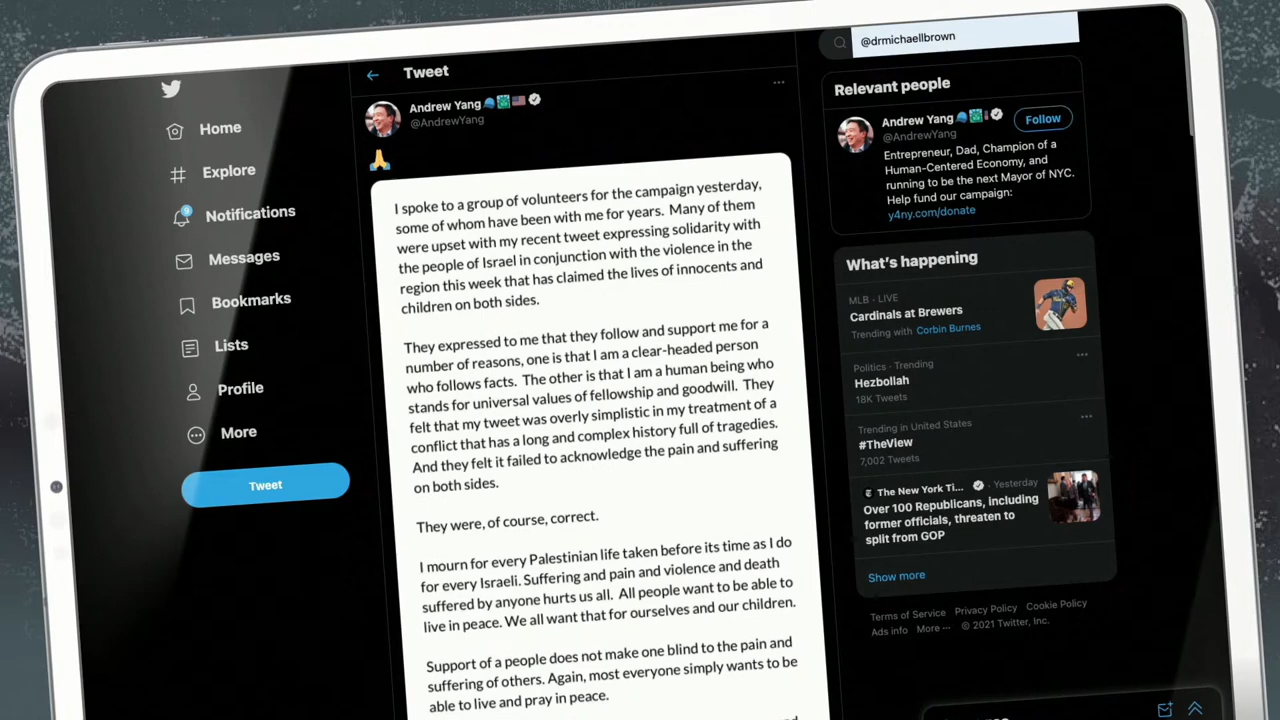 Home
Explore
9
Notifications
Messages
Bookmarks
Lists
Profile
More
Tweet
Tweet
Andrew Yang
@AndrewYang
I spoke to a group of volunteers for the campaign yesterday,
some of whom have been with me for years. Many of them
were upset with my recent tweet expressing solidarity with
the people of Israel in conjunction with the violence in the
region this week that has claimed the lives of innocents and
children on both sides.
They expressed to me that they follow and support me for a
number of reasons, one is that I am a clear-headed person
who follows facts. The other is that I am a human being who
stands for universal values of fellowship and goodwill. They
felt that my tweet was overly simplistic in my treatment of a
conflict that has a long and complex history full of tragedies.
And they felt it failed to acknowledge the pain and suffering
on both sides.
They were, of course, correct.
I mourn for every Palestinian life taken before its time as I do
for every Israeli. Suffering and pain and violence and death
suffered by anyone hurts us all. All people want to be able to
live in peace. We all want that for ourselves and our children.
Support of a people does not make one blind to the pain and
suffering of others. Again, most everyone simply wants to be
able to live and pray in peace.
@drmichaellbrown
Relevant people
Andrew Yang
@AndrewYang
Follow
Entrepreneur, Dad, Champion of a
Human-Centered Economy, and
running to be the next Mayor of NYC.
Help fund our campaign:
y4ny.com/donate
What's happening
MLB · LIVE
Cardinals at Brewers
Trending with Corbin Burnes
Politics · Trending
Hezbollah
18K Tweets
Trending in United States
#TheView
7,002 Tweets
The New York Ti... · Yesterday
Over 100 Republicans, including
former officials, threaten to
split from GOP
Show more
Terms of Service Privacy Policy Cookie Policy
Ads info More ··· © 2021 Twitter, Inc.